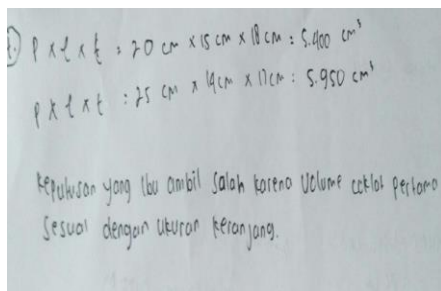 p x l x t : 20 cm x 15 cm x 18 cm : 5.400 cm³
p x l x t : 25 cm x 14 cm x 17 cm : 5.950 cm³
Keputusan yang Ibu ambil salah karena volume coklat pertama
sesuai dengan ukuran keranjang.